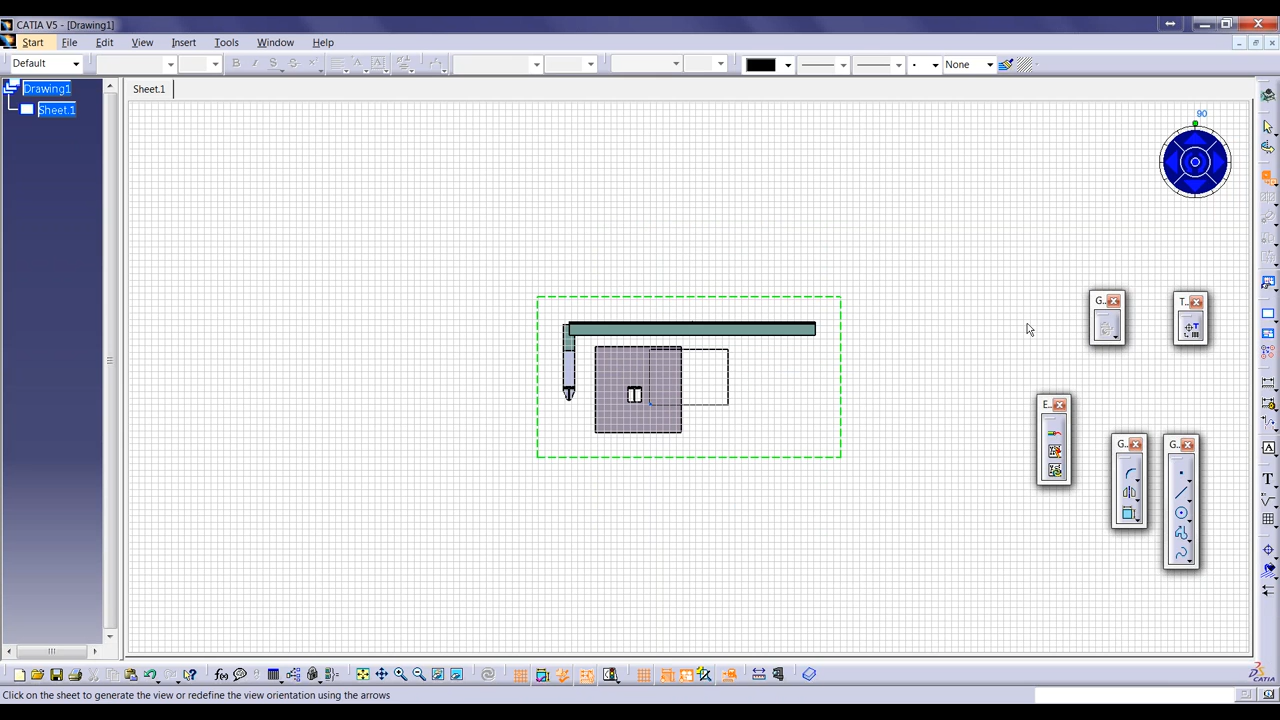 CATIA V5 - [Drawing1]
Start File Edit View Insert Tools Window Help
Default
None
Drawing1
Sheet.1
Sheet.1
90
G..
T..
E..
G..
G..
Click on the sheet to generate the view or redefine the view orientation using the arrows
CATIA